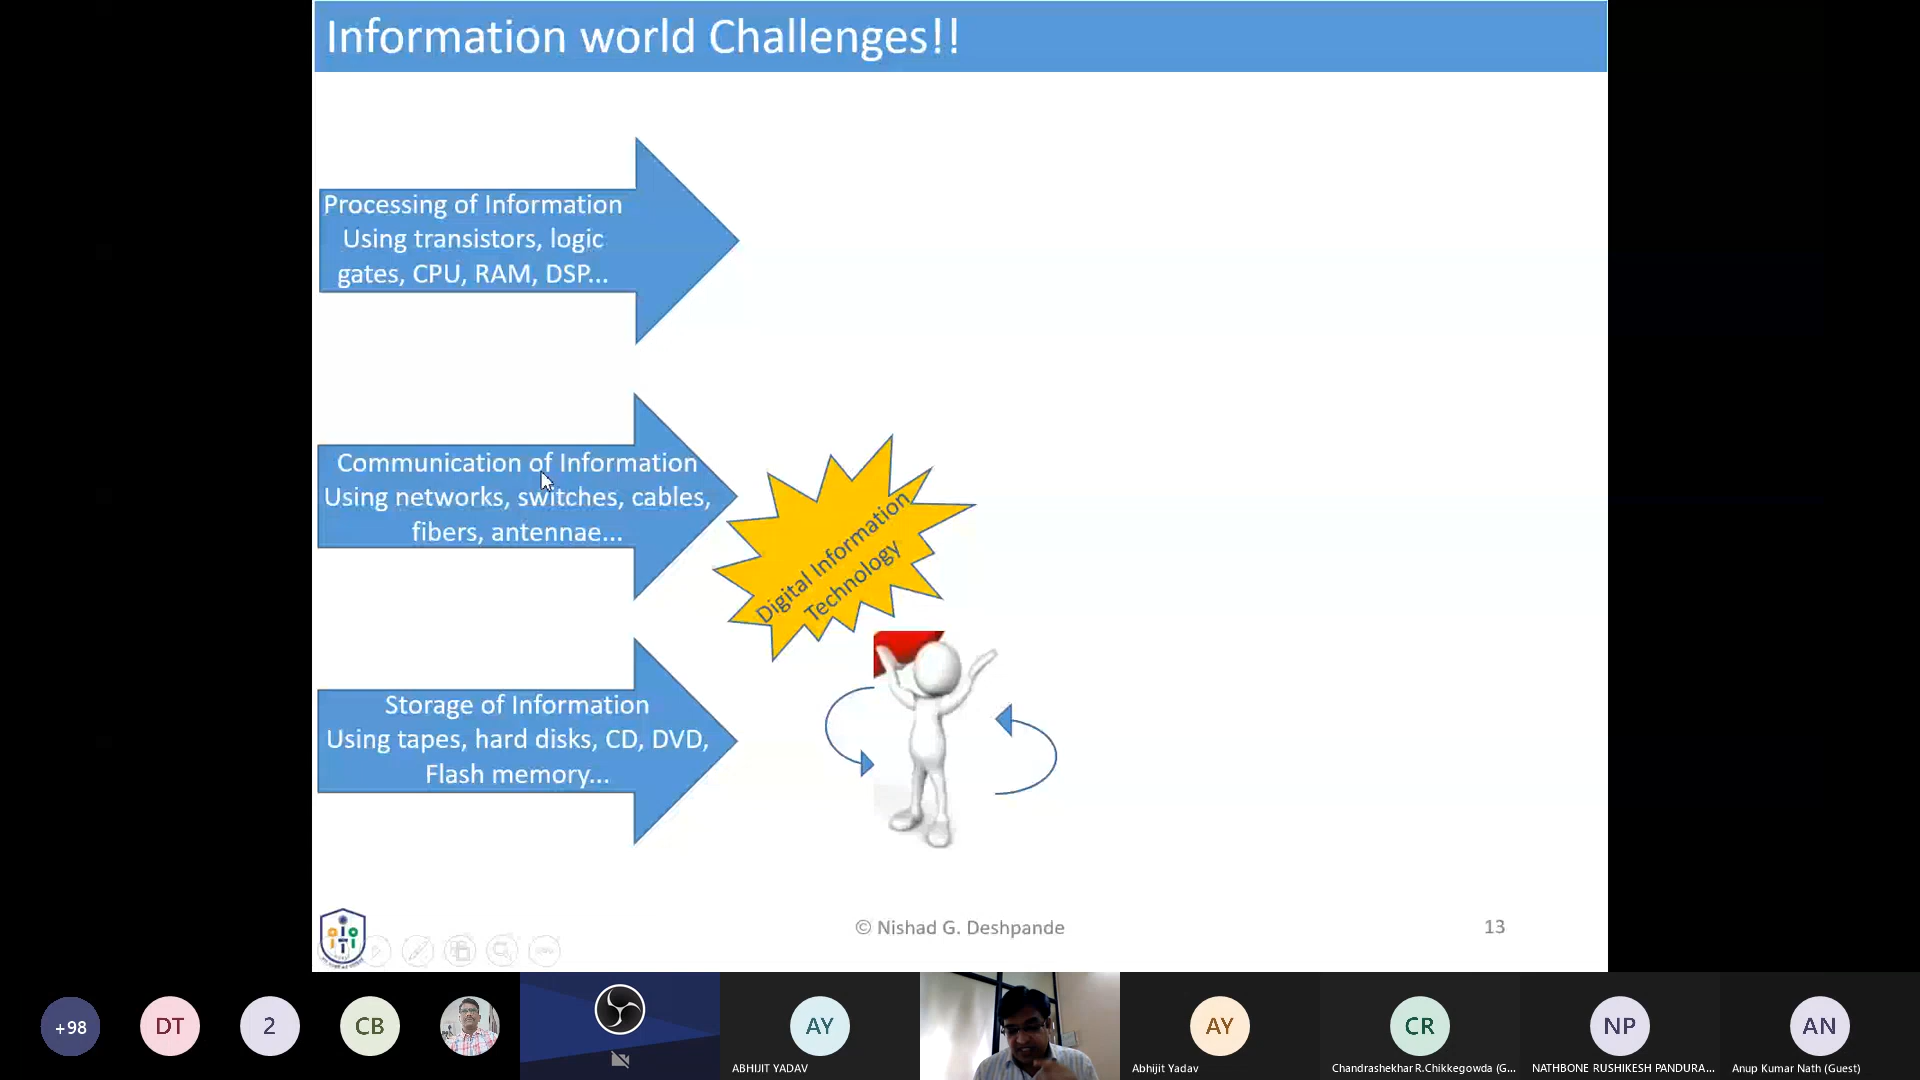 Information world Challenges!!
Processing of Information
Using transistors, logic
gates, CPU, RAM, DSP...
Communication of Information
Using networks, switches, cables,
fibers, antennae...
Digital Information
Technology
Storage of Information
Using tapes, hard disks, CD, DVD,
Flash memory...
© Nishad G. Deshpande
13
+98
DT
2
CB
AY
ABHIJIT YADAV
AY
Abhijit Yadav
CR
Chandrashekhar R.Chikkegowda (G...
NP
NATHBONE RUSHIKESH PANDURA...
AN
Anup Kumar Nath (Guest)